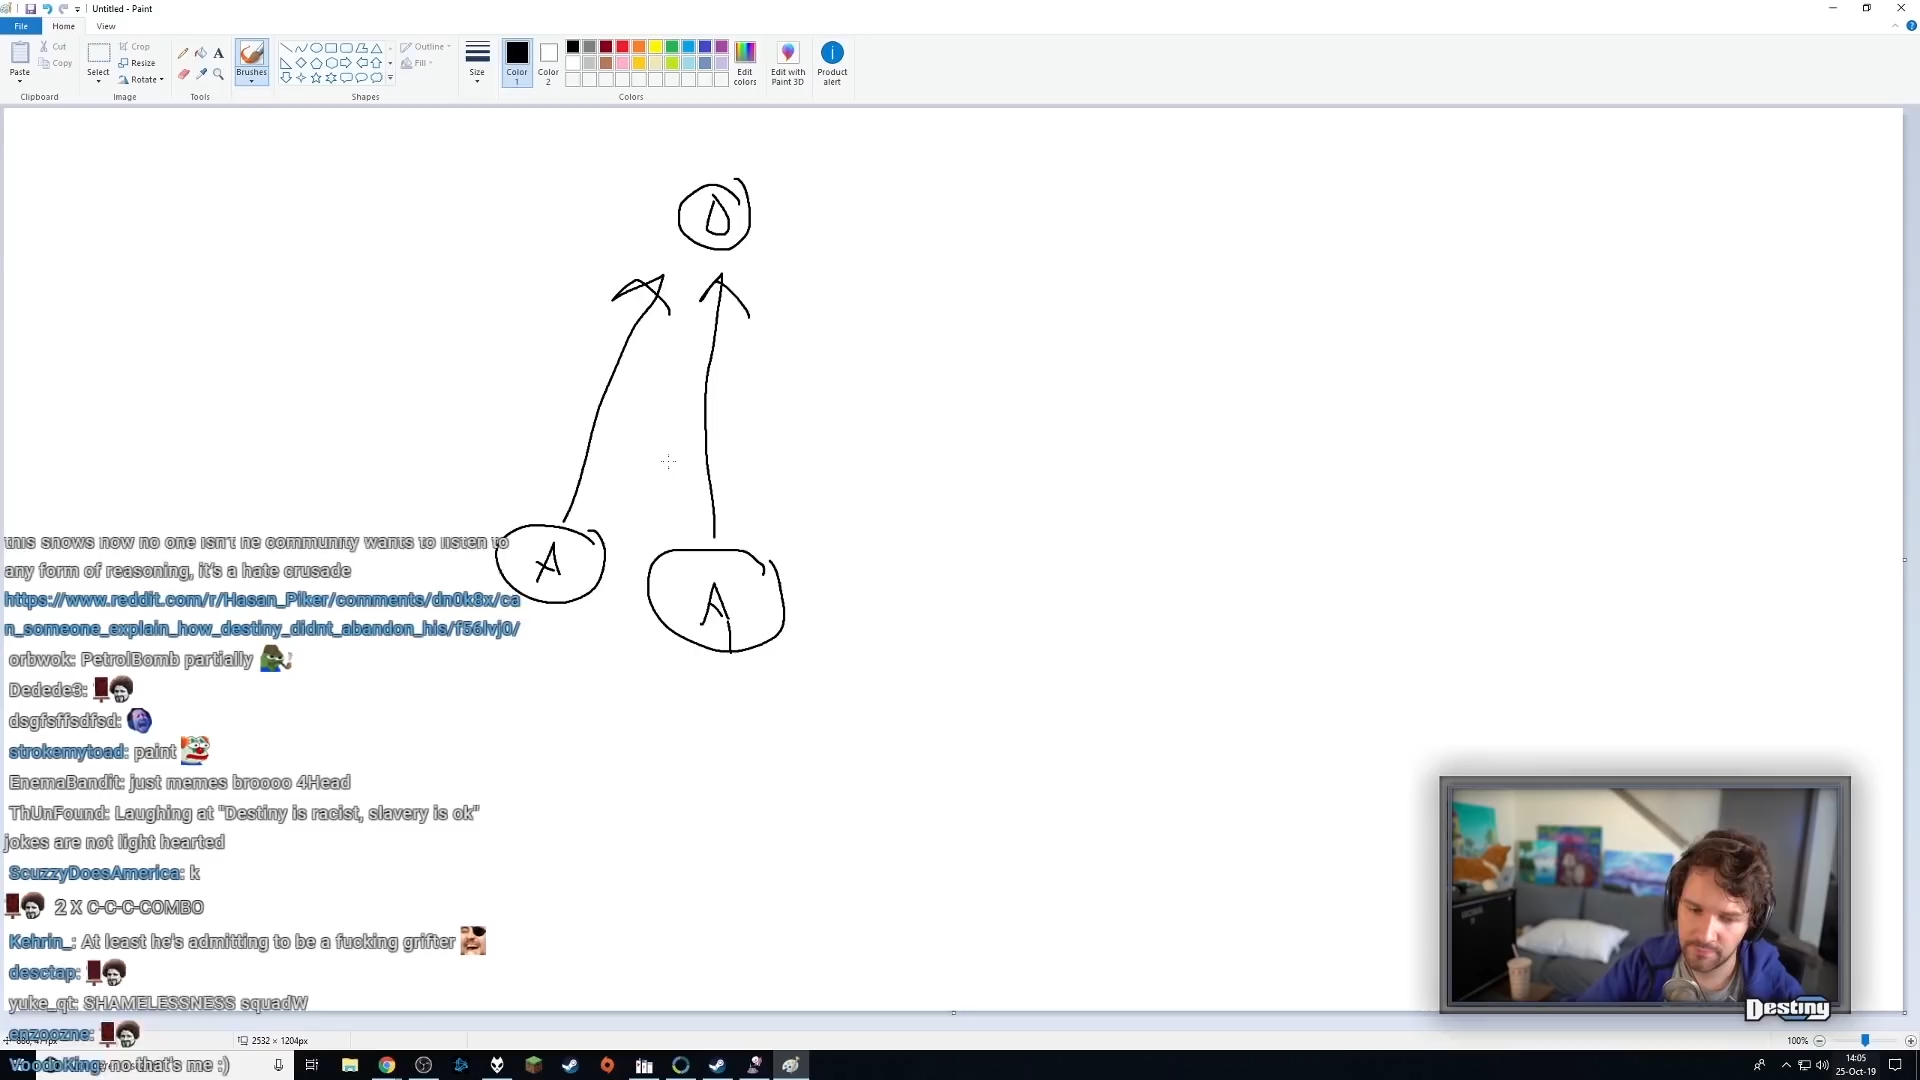 Untitled - Paint
File
Home
View
Paste
Cut
Copy
Clipboard
Select
Crop
Resize
Rotate
Image
A
Tools
Brushes
Shapes
Outline
Fill
Size
Color
1
Color
2
Colors
Edit
colors
Edit with
Paint 3D
Product
alert
D
A
A
this shows how no one isn't he community wants to listen to
any form of reasoning, it's a hate crusade
https://www.reddit.com/r/Hasan_Piker/comments/dn0k8x/ca
n_someone_explain_how_destiny_didnt_abandon_his/f56lvj0/
orbwok: PetrolBomb partially
Dedede3:
dsgfsffsdfsd:
strokemytoad: paint
EnemaBandit: just memes broooo 4Head
ThUnFound: Laughing at "Destiny is racist, slavery is ok"
jokes are not light hearted
ScuzzyDoesAmerica: k
2 X C-C-C-COMBO
Kehrin_: At least he's admitting to be a fucking grifter
desctap:
yuke_qt: SHAMELESSNESS squadW
enzoozne:
VoodoKing: no that's me :)
Destiny
2532 × 1204px
100%
14:05
25-Oct-19